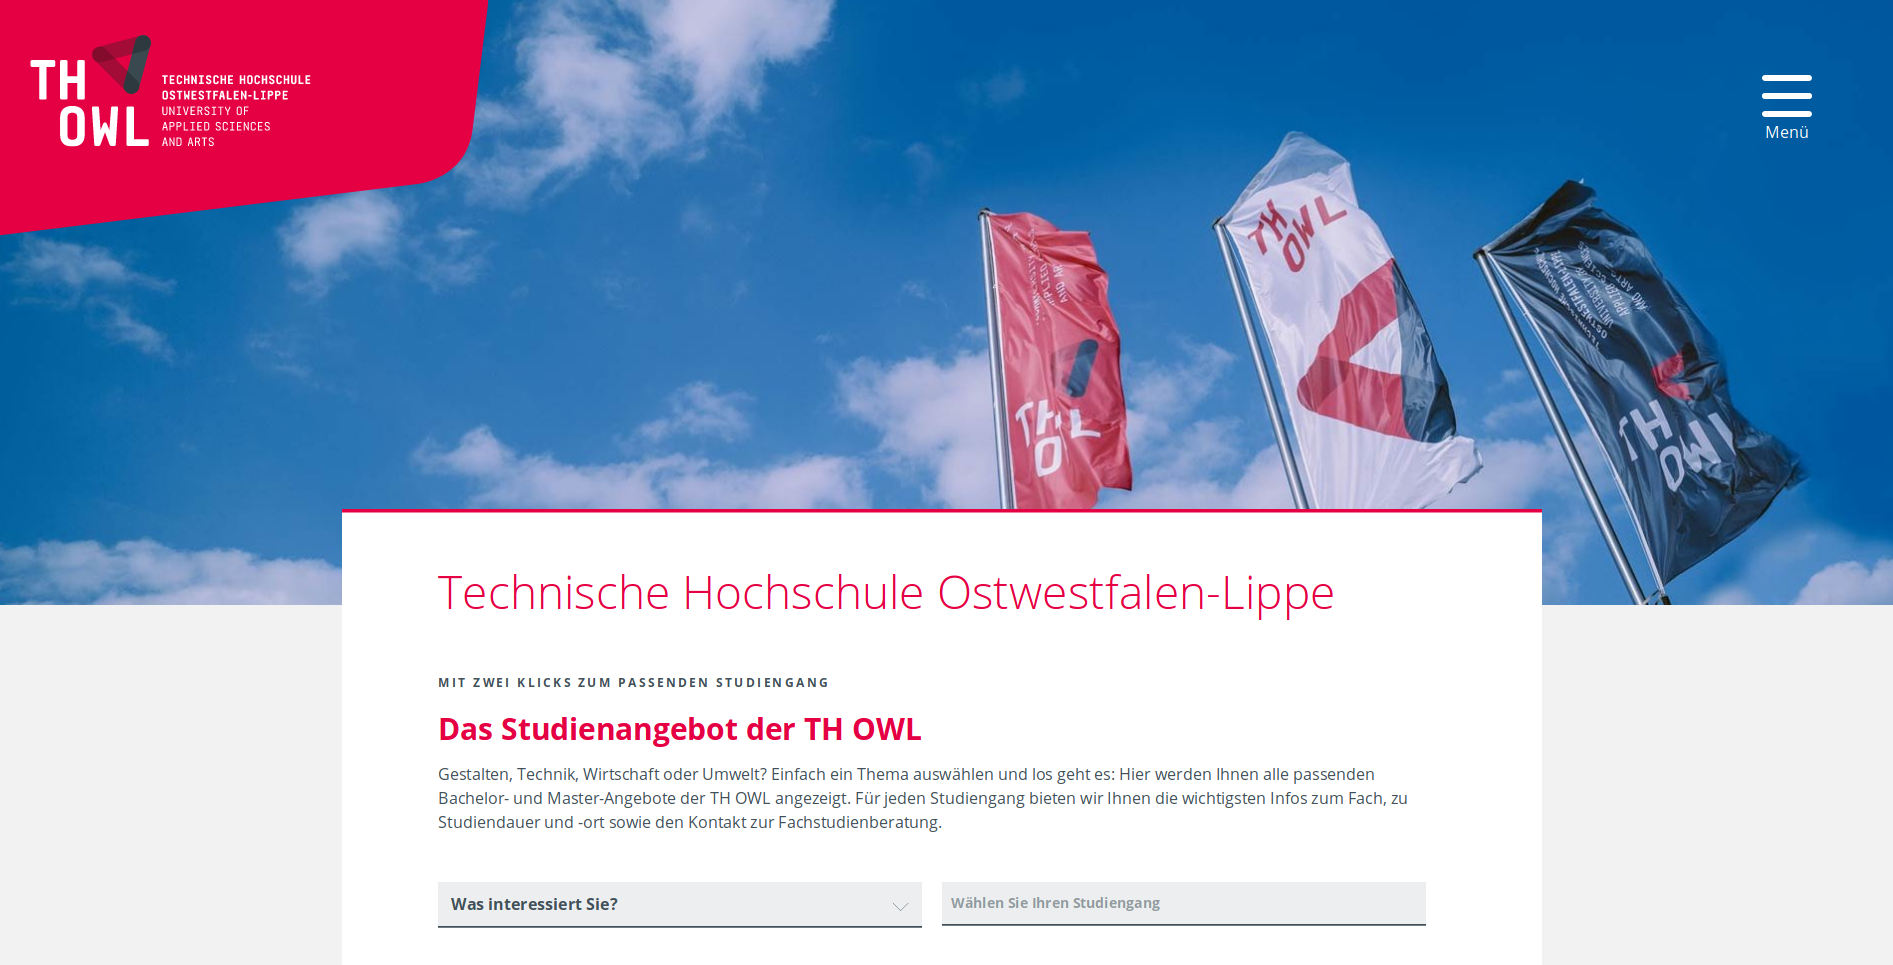 TH
OWL
TECHNISCHE HOCHSCHULE
OSTWESTFALEN-LIPPE
UNIVERSITY OF
APPLIED SCIENCES
AND ARTS
Menü
TH
OWL
TH
OWL
TH
OWL
Technische Hochschule Ostwestfalen-Lippe
MIT ZWEI KLICKS ZUM PASSENDEN STUDIENGANG
Das Studienangebot der TH OWL
Gestalten, Technik, Wirtschaft oder Umwelt? Einfach ein Thema auswählen und los geht es: Hier werden Ihnen alle passenden
Bachelor- und Master-Angebote der TH OWL angezeigt. Für jeden Studiengang bieten wir Ihnen die wichtigsten Infos zum Fach, zu
Studiendauer und -ort sowie den Kontakt zur Fachstudienberatung.
Was interessiert Sie?
Wählen Sie Ihren Studiengang